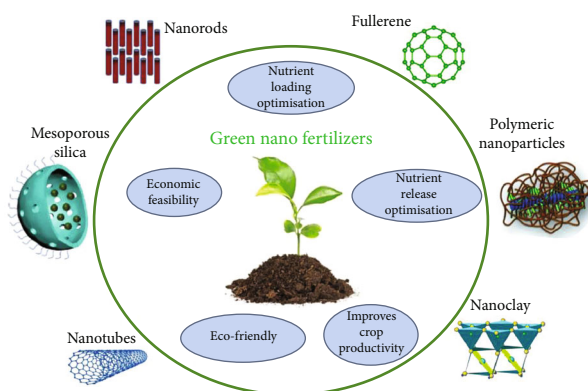 Nanorods
Fullerene
Nutrient
loading
optimisation
Green nano fertilizers
Mesoporous
silica
Polymeric
nanoparticles
Economic
feasibility
Nutrient
release
optimisation
Nanotubes
Eco-friendly
Improves
crop
productivity
Nanoclay